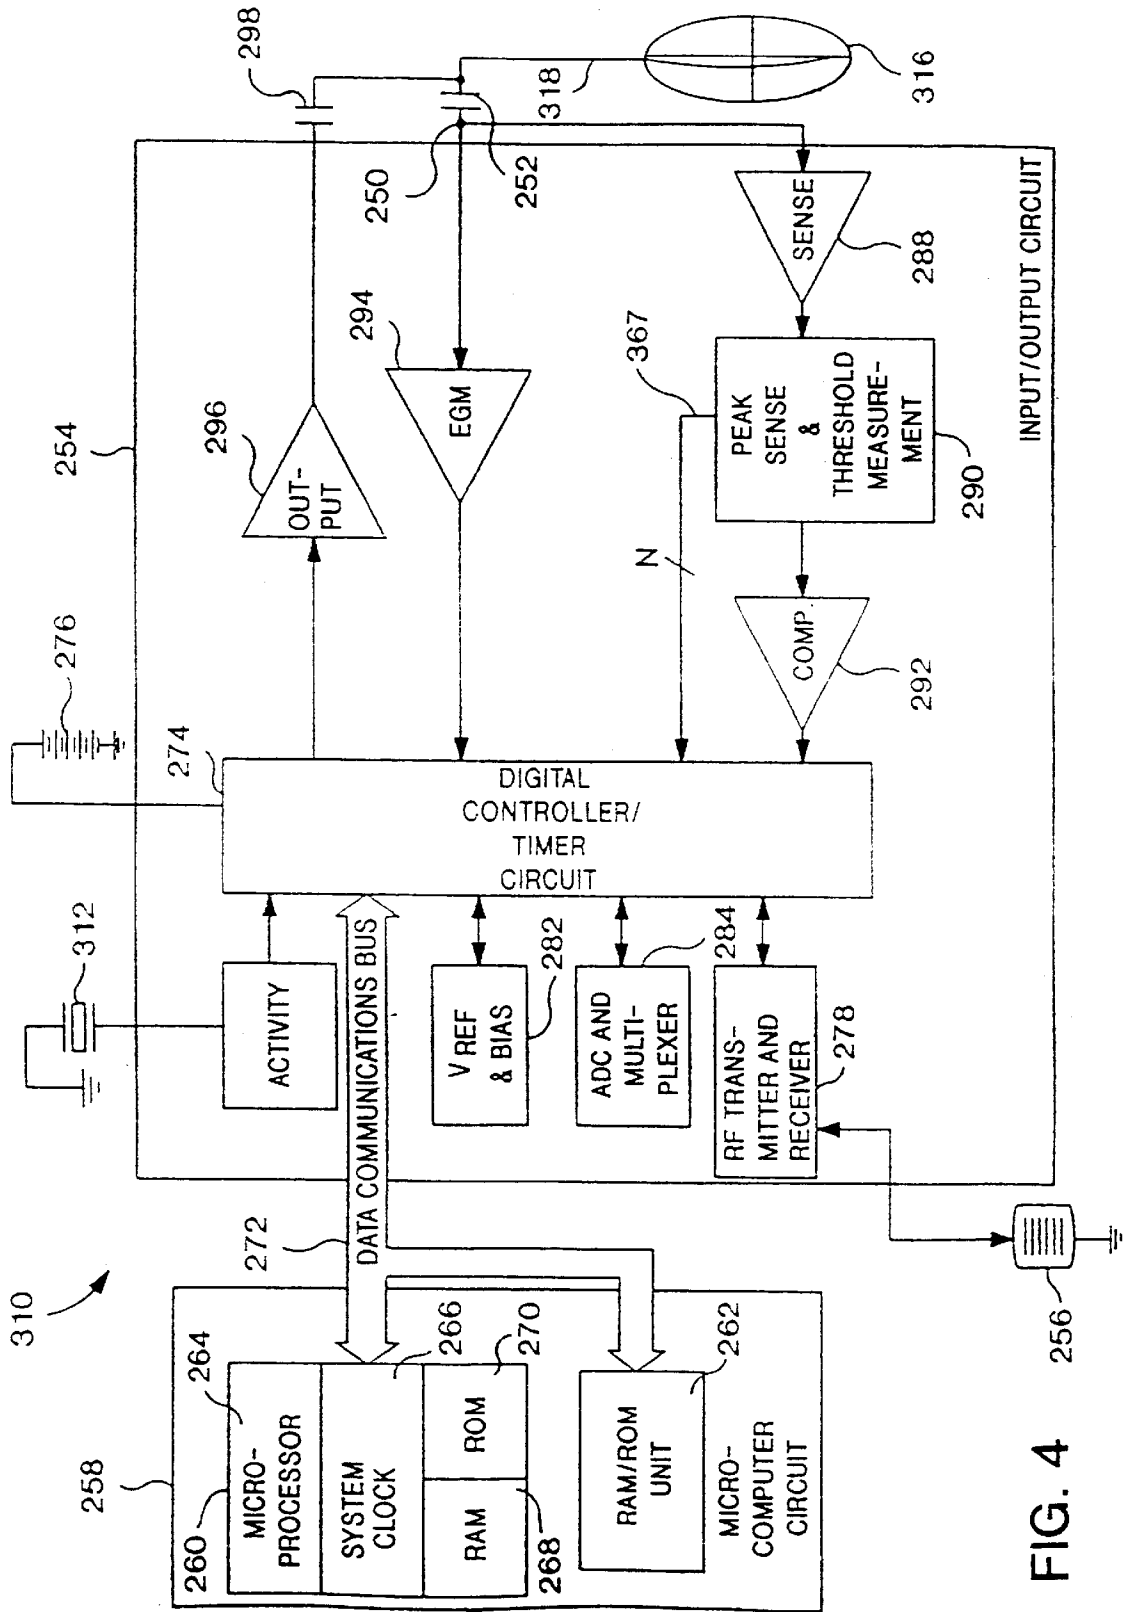 310
258
260
264
MICRO-
PROCESSOR
SYSTEM
CLOCK
266
RAM
ROM
270
268
RAM/ROM
UNIT
262
MICRO-
COMPUTER
CIRCUIT
272
DATA COMMUNICATIONS BUS
312
ACTIVITY
VREF
& BIAS
282
ADC AND
MULTI-
PLEXER
284
RF TRANS-
MITTER AND
RECEIVER
278
256
276
274
DIGITAL
CONTROLLER/
TIMER
CIRCUIT
254
296
OUT-
PUT
294
EGM
N
367
COMP.
292
PEAK
SENSE
&
THRESHOLD
MEASURE-
MENT
290
SENSE
288
298
250
252
318
316
INPUT/OUTPUT CIRCUIT
FIG. 4